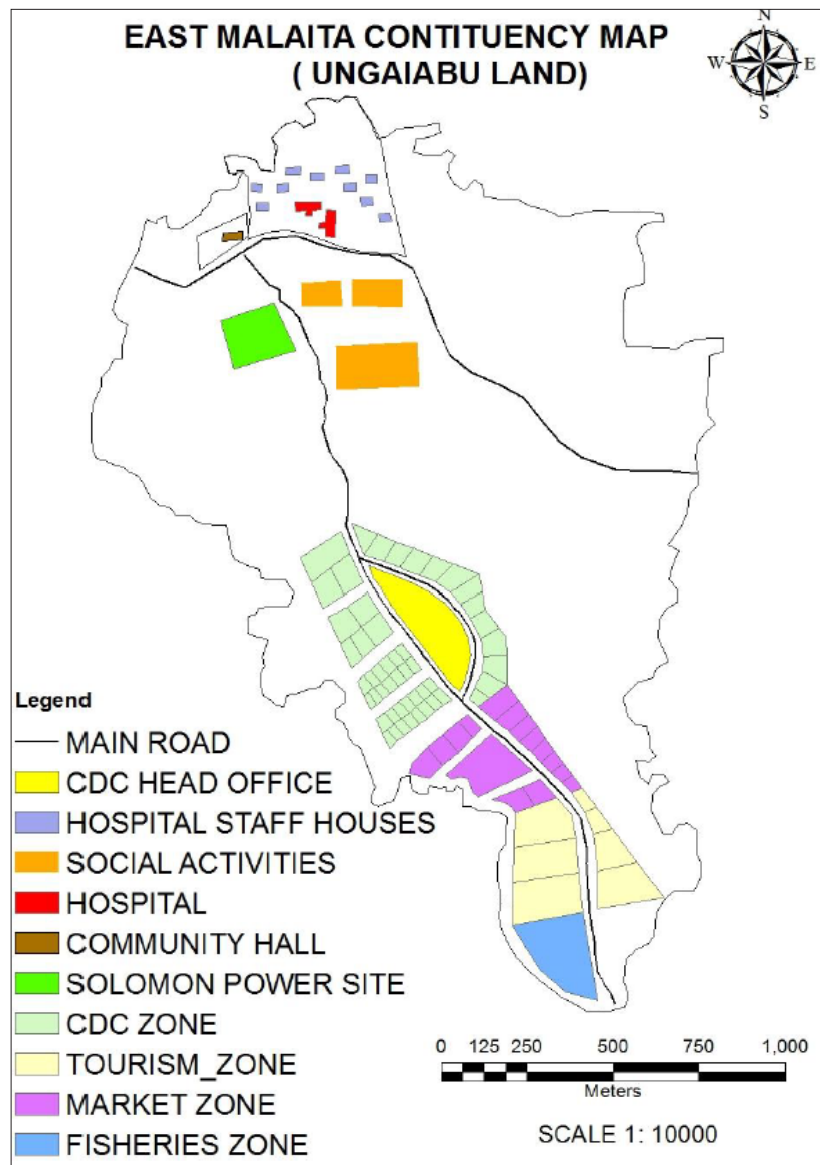 EAST MALAITA CONTITUENCY MAP
( UNGAIABU LAND)
N
W
E
S
Legend
MAIN ROAD
CDC HEAD OFFICE
HOSPITAL STAFF HOUSES
SOCIAL ACTIVITIES
HOSPITAL
COMMUNITY HALL
SOLOMON POWER SITE
CDC ZONE
TOURISM_ZONE
MARKET ZONE
FISHERIES ZONE
0 125 250 500 750 1,000
Meters
SCALE 1: 10000